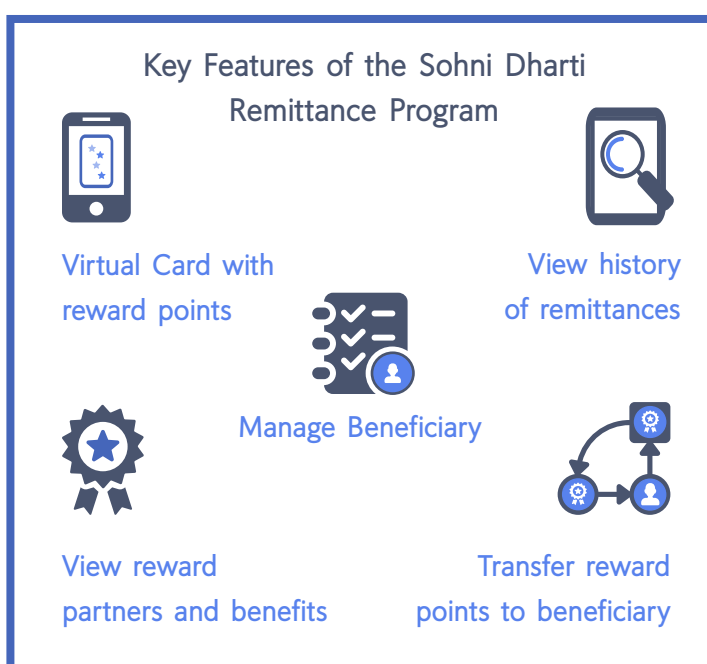 Key Features of the Sohni Dharti
Remittance Program
Virtual Card with
reward points
View history
of remittances
Manage Beneficiary
View reward
partners and benefits
Transfer reward
points to beneficiary